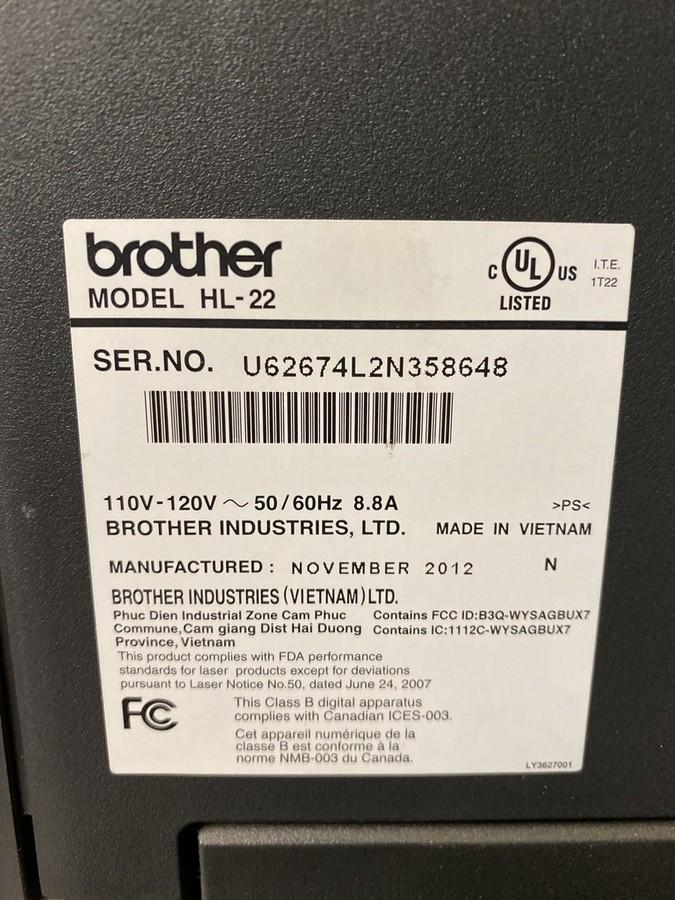 brother
MODEL HL-22
C UL US
LISTED
I.T.E.
1T22
SER.NO. U62674L2N358648
110V-120V ~ 50/60Hz 8.8A >PS<
BROTHER INDUSTRIES, LTD. MADE IN VIETNAM
MANUFACTURED : NOVEMBER 2012 N
BROTHER INDUSTRIES (VIETNAM) LTD.
Phuc Dien Industrial Zone Cam Phuc Contains FCC ID:B3Q-WYSAGBUX7
Commune,Cam giang Dist Hai Duong Contains IC:1112C-WYSAGBUX7
Province, Vietnam
This product complies with FDA performance
standards for laser products except for deviations
pursuant to Laser Notice No.50, dated June 24, 2007
FC This Class B digital apparatus
complies with Canadian ICES-003.
Cet appareil numérique de la
classe B est conforme à la
norme NMB-003 du Canada.
LY3627001